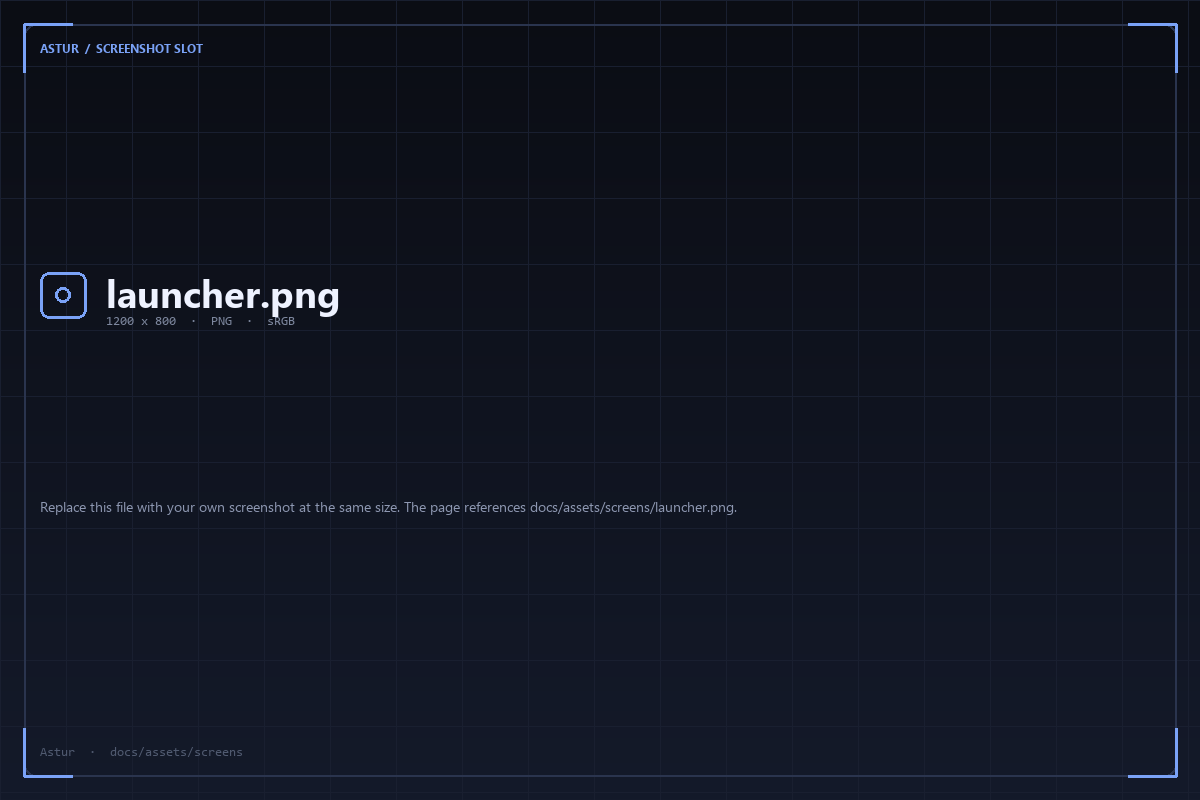 ASTUR / SCREENSHOT SLOT
launcher.png
1200 x 800 · PNG · sRGB
Replace this file with your own screenshot at the same size. The page references docs/assets/screens/launcher.png.
Astur · docs/assets/screens